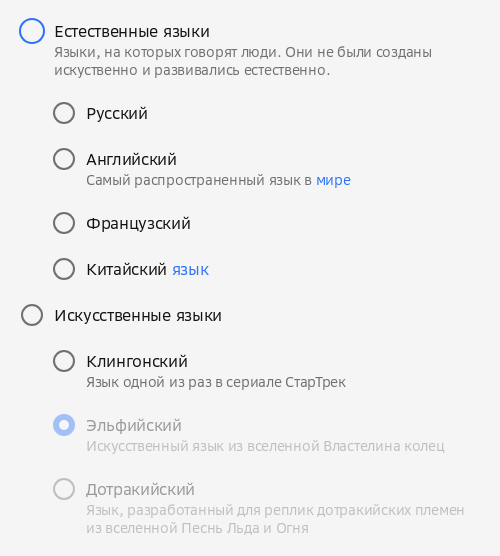 Естественные языки
Языки, на которых говорят люди. Они не были созданы
искуственно и развивались естественно.
Русский
Английский
Самый распространенный язык в мире
Французский
Китайский язык
Искусственные языки
Клингонский
Язык одной из раз в сериале СтарТрек
Эльфийский
Искусственный язык из вселенной Властелина колец
Дотракийский
Язык, разработанный для реплик дотракийских племен
из вселенной Песнь Льда и Огня